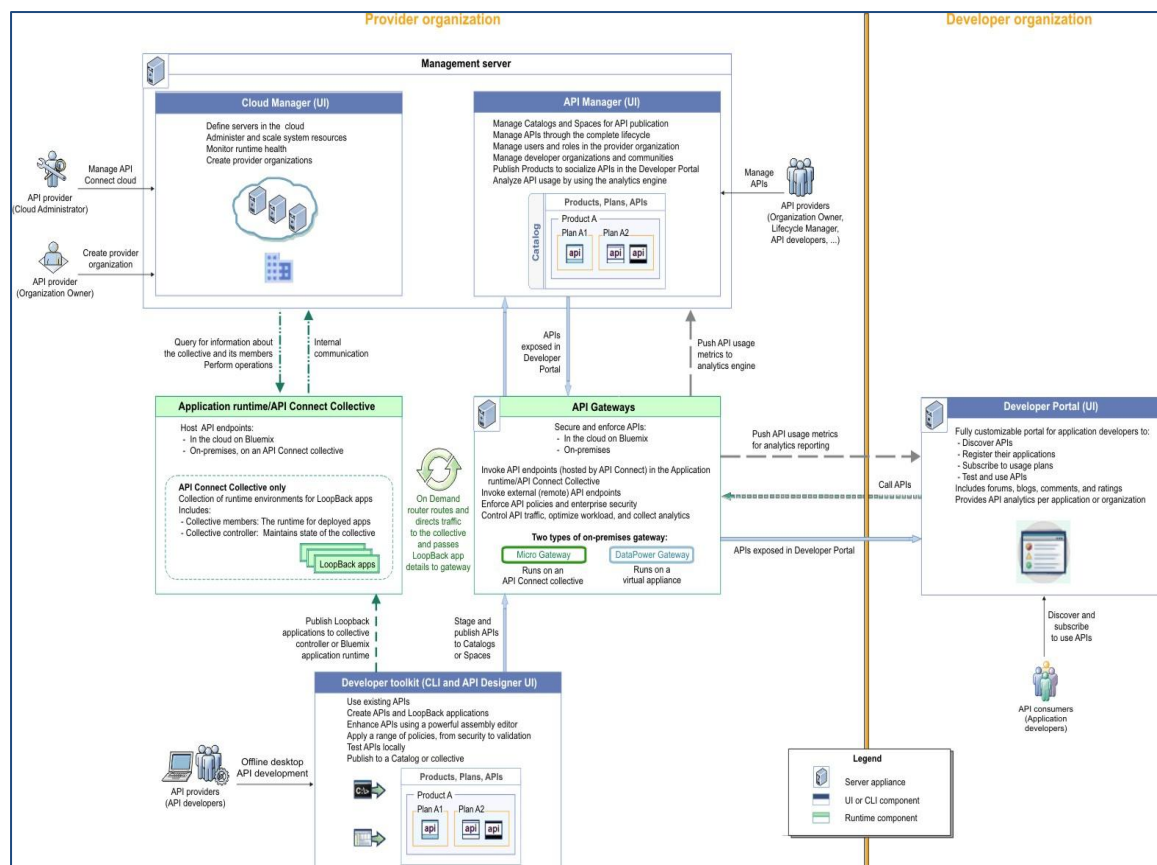 Provider organization
Developer organization
Management server
Cloud Manager (UI)
Define servers in the cloud
Administer and scale system resources
Monitor runtime health
Create provider organizations
API Manager (UI)
Manage Catalogs and Spaces for API publication
Manage APIs through the complete lifecycle
Manage users and roles in the provider organization
Manage developer organizations and communities
Publish Products to socialize APIs in the Developer Portal
Analyze API usage by using the analytics engine
Products, Plans, APIs
Catalog
Product A
Plan A1
Plan A2
api
api
api
Manage API
Connect cloud
API provider
(Cloud Administrator)
Create provider
organization
API provider
(Organization Owner)
Manage
APIs
API providers
(Organization Owner,
Lifecycle Manager,
API developers, ...)
Query for information about
the collective and its members
Perform operations
Internal
communication
APIs
exposed in
Developer
Portal
Push API usage
metrics to
analytics engine
Application runtime/API Connect Collective
Host API endpoints:
- In the cloud on Bluemix
- On-premises, on an API Connect collective
API Connect Collective only
Collection of runtime environments for LoopBack apps
Includes:
- Collective members: The runtime for deployed apps
- Collective controller: Maintains state of the collective
LoopBack apps
On Demand
router routes and
directs traffic
to the collective
and passes
LoopBack app
details to gateway
API Gateways
Secure and enforce APIs:
- In the cloud on Bluemix
- On-premises
Invoke API endpoints (hosted by API Connect) in the Application
runtime/API Connect Collective
Invoke external (remote) API endpoints
Enforce API policies and enterprise security
Control API traffic, optimize workload, and collect analytics
Two types of on-premises gateway:
Micro Gateway
Runs on an
API Connect collective
DataPower Gateway
Runs on a
virtual appliance
Push API usage metrics
for analytics reporting
Call APIs
APIs exposed in Developer Portal
Developer Portal (UI)
Fully customizable portal for application developers to:
- Discover APIs
- Register their applications
- Subscribe to usage plans
- Test and use APIs
Includes forums, blogs, comments, and ratings
Provides API analytics per application or organization
Discover and
subscribe
to use APIs
API consumers
(Application
developers)
Publish Loopback
applications to collective
controller or Bluemix
application runtime
Stage and
publish APIs
to Catalogs
or Spaces
Developer toolkit (CLI and API Designer UI)
Use existing APIs
Create APIs and LoopBack applications
Enhance APIs using a powerful assembly editor
Apply a range of policies, from security to validation
Test APIs locally
Publish to a Catalog or collective
C:\>
Products, Plans, APIs
Product A
Plan A1
Plan A2
api
api
api
Offline desktop
API development
API providers
(API developers)
Legend
Server appliance
UI or CLI component
Runtime component